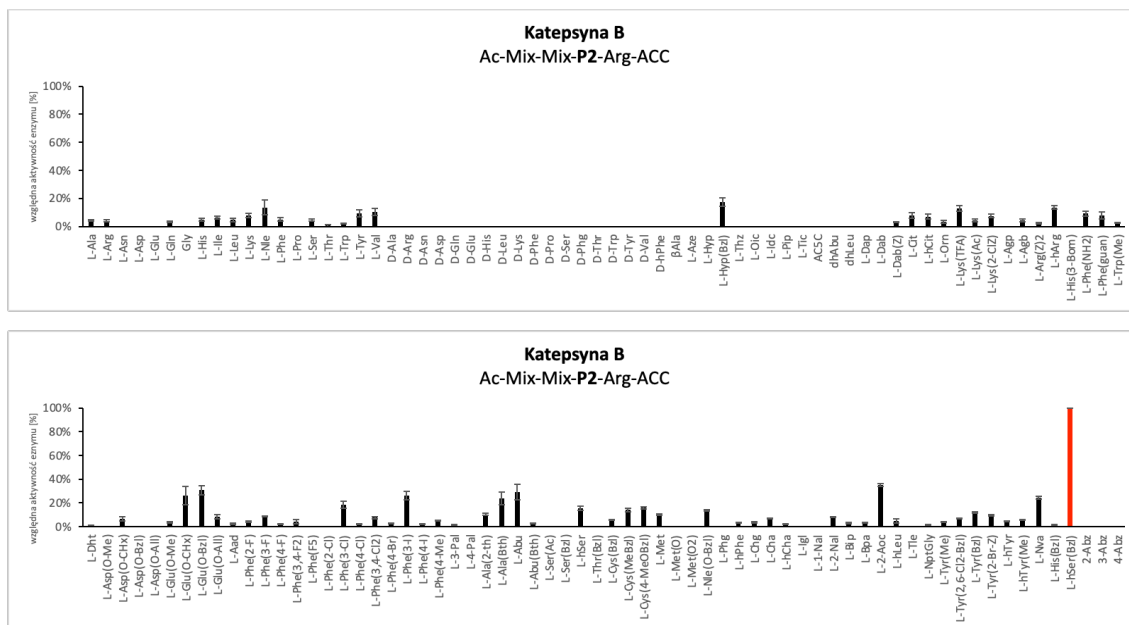 Katepsyna B
Ac-Mix-Mix-P2-Arg-ACC
względna aktywność enzymu [%]
100%
80%
60%
40%
20%
0%
L-Ala
L-Arg
L-Asn
L-Asp
L-Glu
L-Gln
Gly
L-His
L-Ile
L-Leu
L-Lys
L-Nle
L-Phe
L-Pro
L-Ser
L-Thr
L-Trp
L-Tyr
L-Val
D-Ala
D-Arg
D-Asn
D-Asp
D-Gln
D-Glu
D-His
D-Leu
D-Lys
D-Phe
D-Phg
D-Pro
D-Ser
D-Thr
D-Trp
D-Tyr
D-Val
D-hPhe
βAla
L-Aze
L-Hyp
L-Hyp(Bzl)
L-Thz
L-Oic
L-Idc
L-Pip
L-Tic
AC5C
dhAbu
dhLeu
L-Dap
L-Dab
L-Dab(Z)
L-Cit
L-hCit
L-Orn
L-Lys(TFA)
L-Lys(Ac)
L-Lys(2-ClZ)
L-Agp
L-Agb
L-Arg(Z)2
L-hArg
L-His(3-Bom)
L-Phe(NH2)
L-Phe(guan)
L-Trp(Me)
Katepsyna B
Ac-Mix-Mix-P2-Arg-ACC
względna aktywność eznymu [%]
100%
80%
60%
40%
20%
0%
L-Dht
L-Asp(O-Me)
L-Asp(O-CHx)
L-Asp(O-Bzl)
L-Asp(O-All)
L-Glu(O-Me)
L-Glu(O-CHx)
L-Glu(O-Bzl)
L-Glu(O-All)
L-Aad
L-Phe(2-F)
L-Phe(3-F)
L-Phe(4-F)
L-Phe(3,4-F2)
L-Phe(F5)
L-Phe(2-Cl)
L-Phe(3-Cl)
L-Phe(4-Cl)
L-Phe(3,4-Cl2)
L-Phe(4-Br)
L-Phe(3-I)
L-Phe(4-I)
L-Phe(4-Me)
L-3-Pal
L-4-Pal
L-Ala(2-th)
L-Ala(Bth)
L-Abu
L-Abu(Bth)
L-Ser(Ac)
L-Ser(Bzl)
L-hSer
L-Thr(Bzl)
L-Cys(Bzl)
L-Cys(MeBzl)
L-Cys(4-MeOBzl)
L-Met
L-Met(O)
L-Met(O2)
L-Nle(O-Bzl)
L-Phg
L-hPhe
L-Chg
L-Cha
L-hCha
L-Igl
L-1-Nal
L-2-Nal
L-Bip
L-Bpa
L-2-Aoc
L-hLeu
L-Tle
L-NptGly
L-Tyr(Me)
L-Tyr(2,6-Cl2-Bzl)
L-Tyr(Bzl)
L-Tyr(2-Br-Z)
L-hTyr
L-hTyr(Me)
L-Nva
L-His(Bzl)
L-hSer(Bzl)
2-Abz
3-Abz
4-Abz